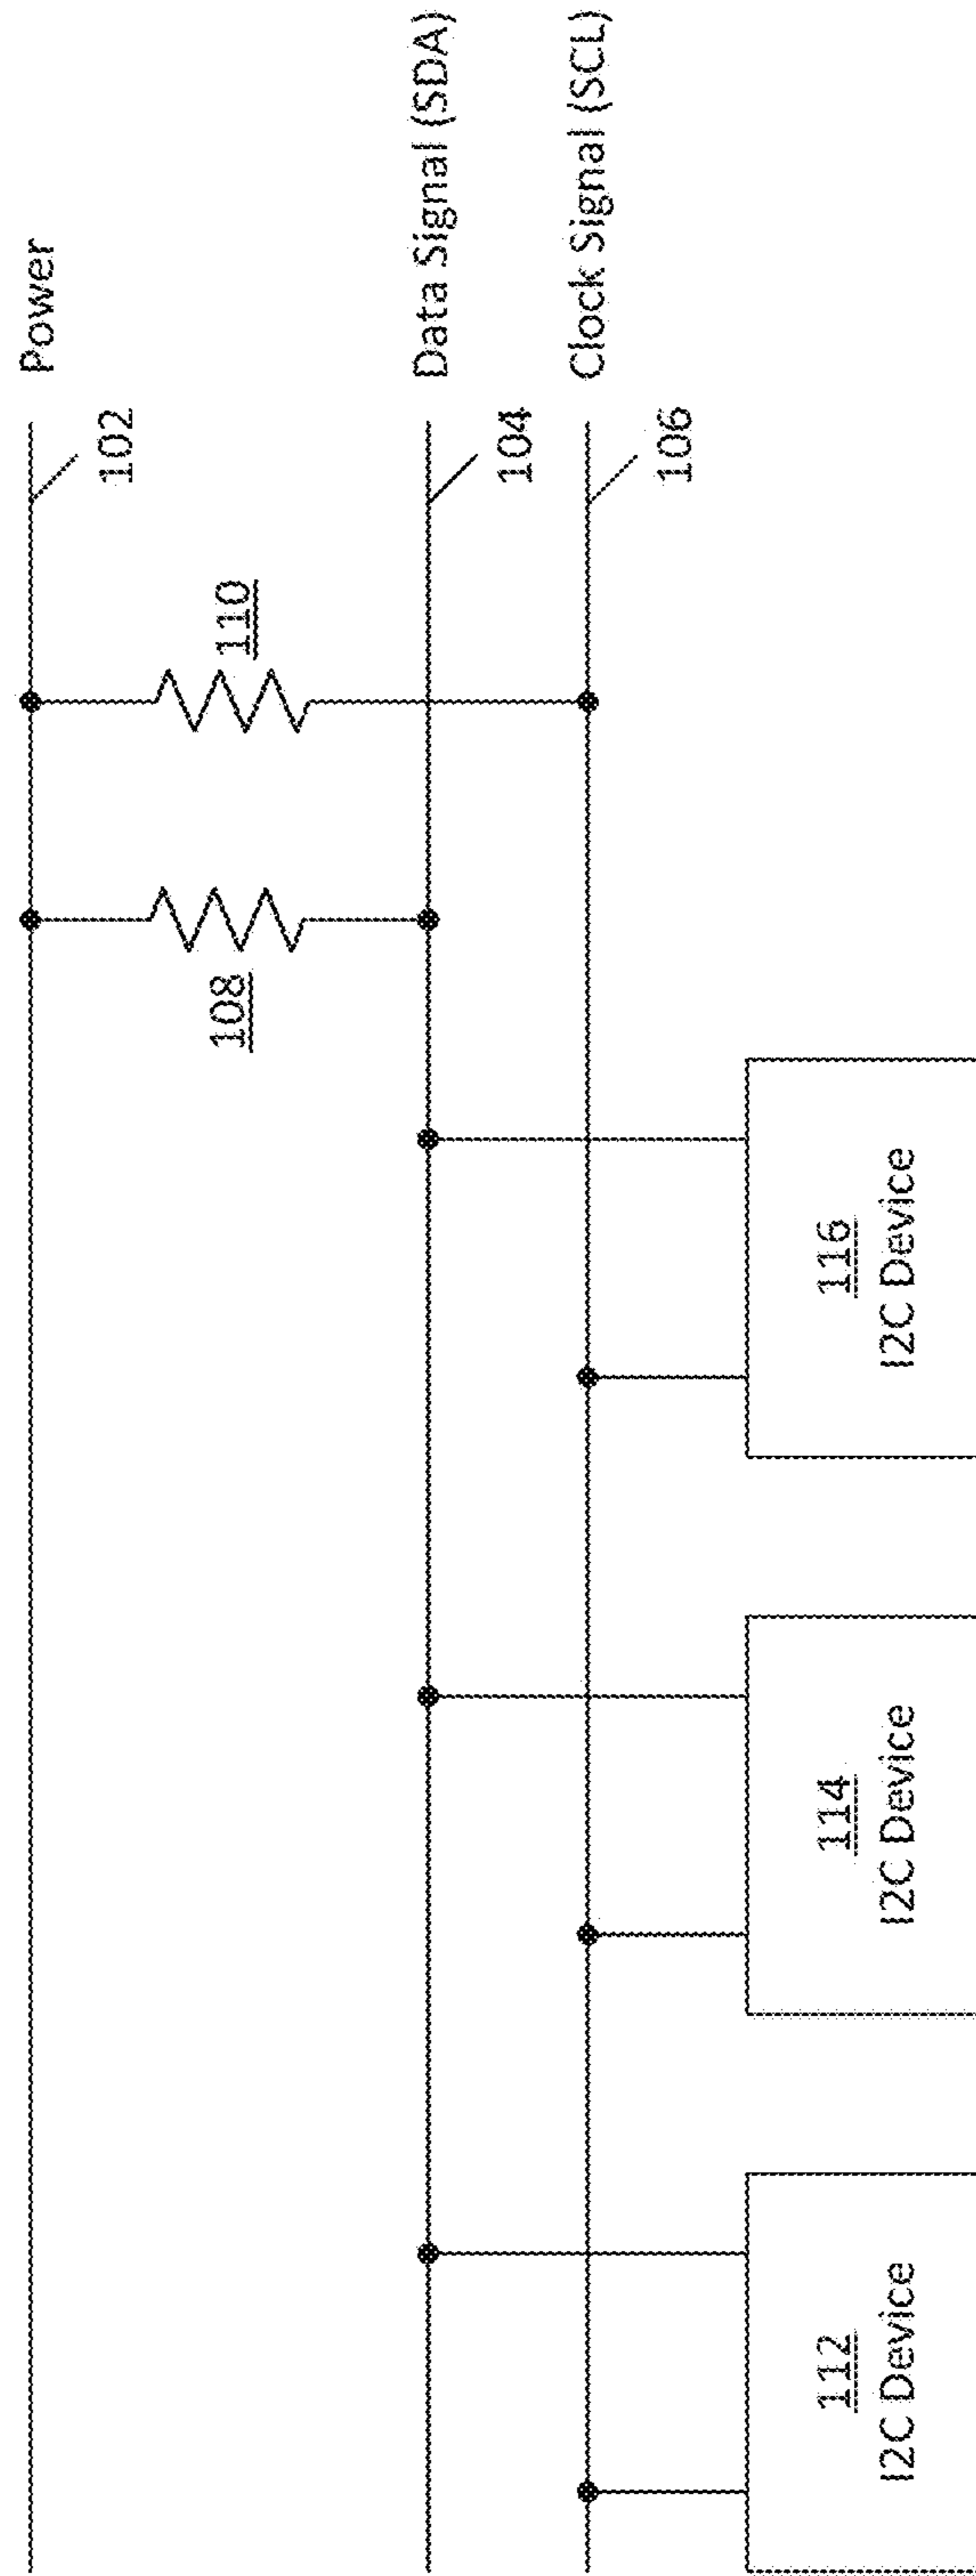 Power
102
110
108
Data Signal (SDA)
104
Clock Signal (SCL)
106
112
I2C Device
114
I2C Device
116
I2C Device